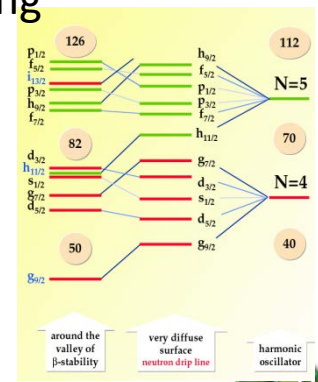 ng
126
p1/2
f5/2
i13/2
p3/2
h9/2
f7/2
82
d3/2
h11/2
s1/2
g7/2
d5/2
50
g9/2
around the
valley of
β-stability
h9/2
f5/2
p1/2
p3/2
f7/2
h11/2
g7/2
d3/2
s1/2
d5/2
g9/2
very diffuse
surface
neutron drip line
112
N=5
70
N=4
40
harmonic
oscillator